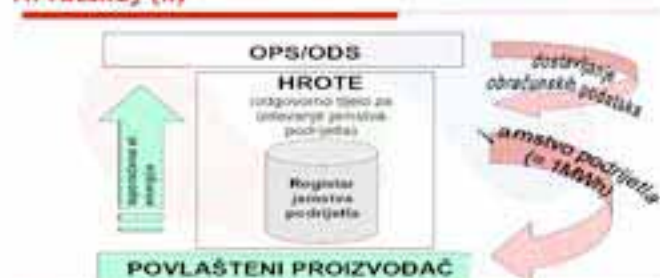 OPS/ODS
HROTE
(odgovorno tijelo za
izdavanje jamstva
podrijetla)
Registar
jamstva
podrijetla
POVLAŠTENI PROIZVOĐAČ
dostavljanje
obračunskih podataka
Jamstvo podrijetla
(= 1MWh)